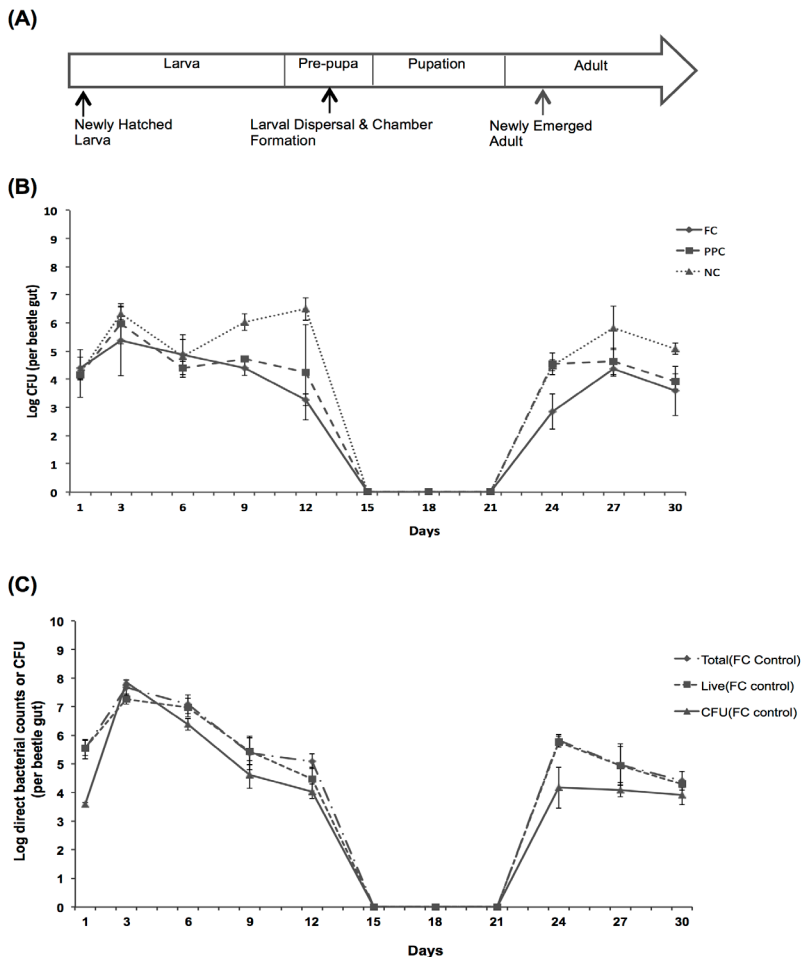 (A)
Larva Pre-pupa Pupation Adult
Newly Hatched
Larva
Larval Dispersal & Chamber
Formation
Newly Emerged
Adult
(B)
Log CFU (per beetle gut)
10
9
8
7
6
5
4
3
2
1
0
1 3 6 9 12 15 18 21 24 27 30
Days
FC
PPC
NC
(C)
Log direct bacterial counts or CFU
(per beetle gut)
10
9
8
7
6
5
4
3
2
1
0
1 3 6 9 12 15 18 21 24 27 30
Days
Total(FC Control)
Live(FC control)
CFU(FC control)